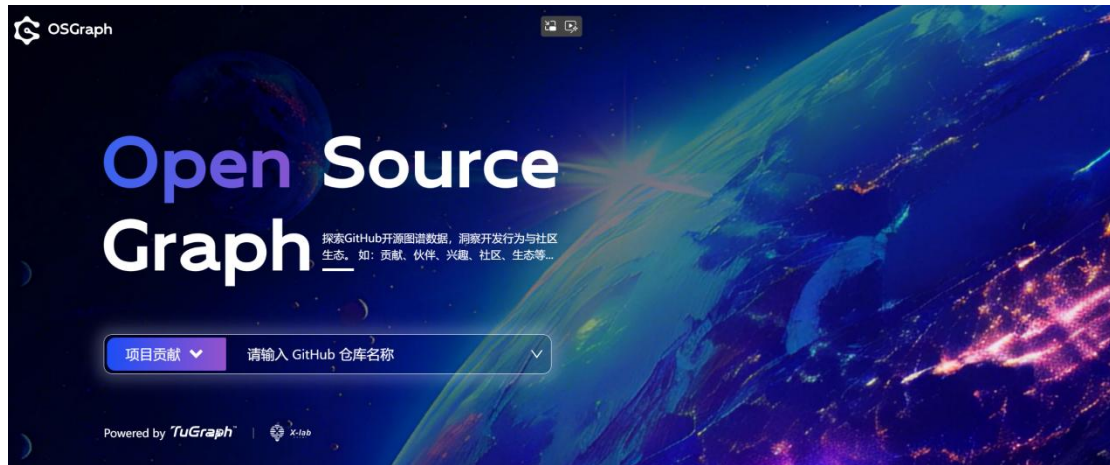 OSGraph
Open Source
Graph
探索GitHub开源图谱数据，洞察开发行为与社区
生态。如：贡献、伙伴、兴趣、社区、生态等...
项目贡献
请输入 GitHub 仓库名称
Powered by TuGraph
X-lab